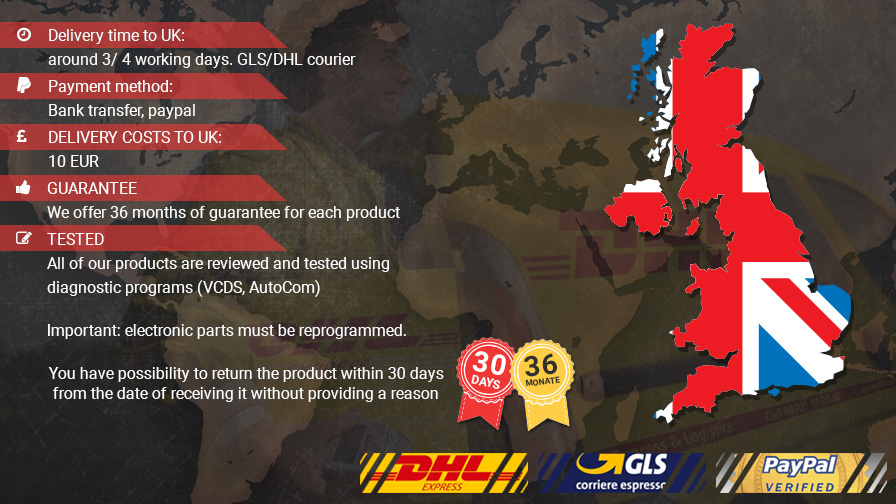 Delivery time to UK:
around 3/ 4 working days. GLS/DHL courier
Payment method:
Bank transfer, paypal
£ DELIVERY COSTS TO UK:
10 EUR
GUARANTEE
We offer 36 months of guarantee for each product
TESTED
All of our products are reviewed and tested using
diagnostic programs (VCDS, AutoCom)
Important: electronic parts must be reprogrammed.
You have possibility to return the product within 30 days
from the date of receiving it without providing a reason
30
DAYS
36
MONATE
DHL
DHL
EXPRESS
GLS
corriere espresso
PayPal
VERIFIED